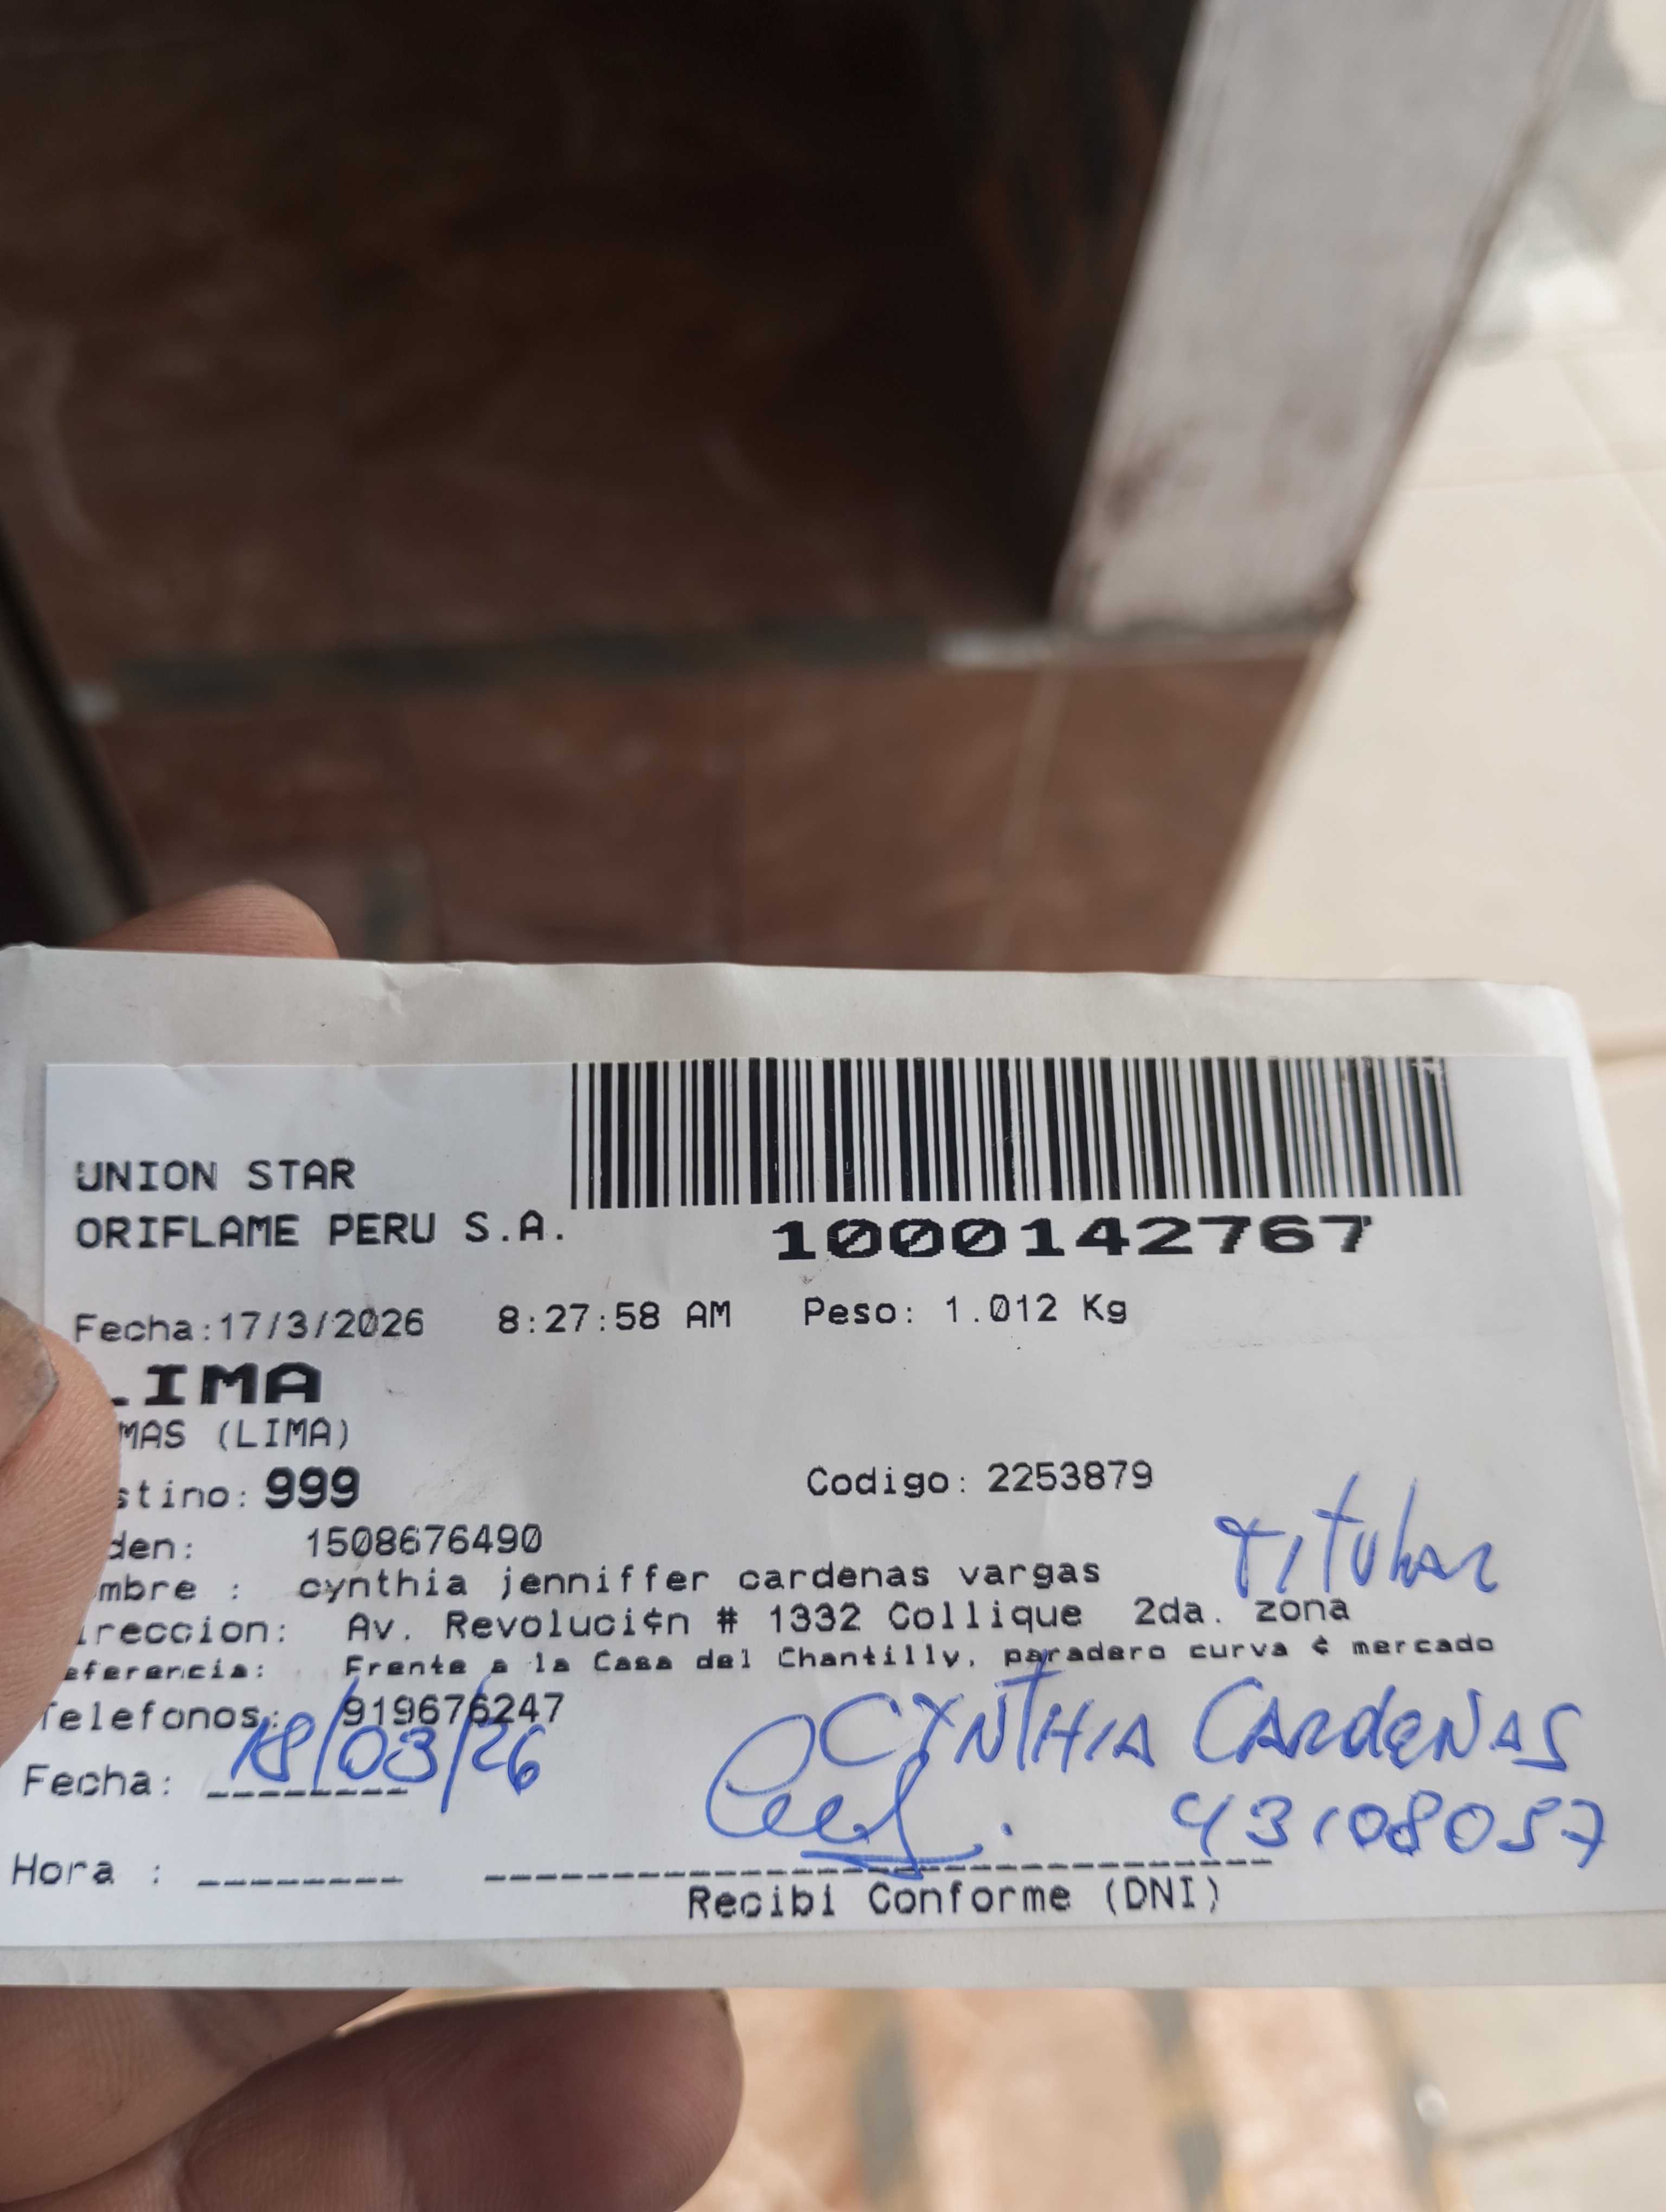 UNION STAR
ORIFLAME PERU S.A.
1000142767
Fecha:17/3/2026 8:27:58 AM Peso: 1.012 Kg
LIMA
MAS (LIMA)
stino: 999 Codigo: 2253879
den: 1508676490
Titular
mbre : cynthia jenniffer cardenas vargas
ireccion: Av. Revoluci¢n # 1332 Collique 2da. zona
eferencia: Frente a la Casa del Chantilly, paradero curva ¢ mercado
Telefonos: 919676247
CYNTHIA CARDENAS
Fecha: 18/03/26
43108057
Hora :
Recibi Conforme (DNI)